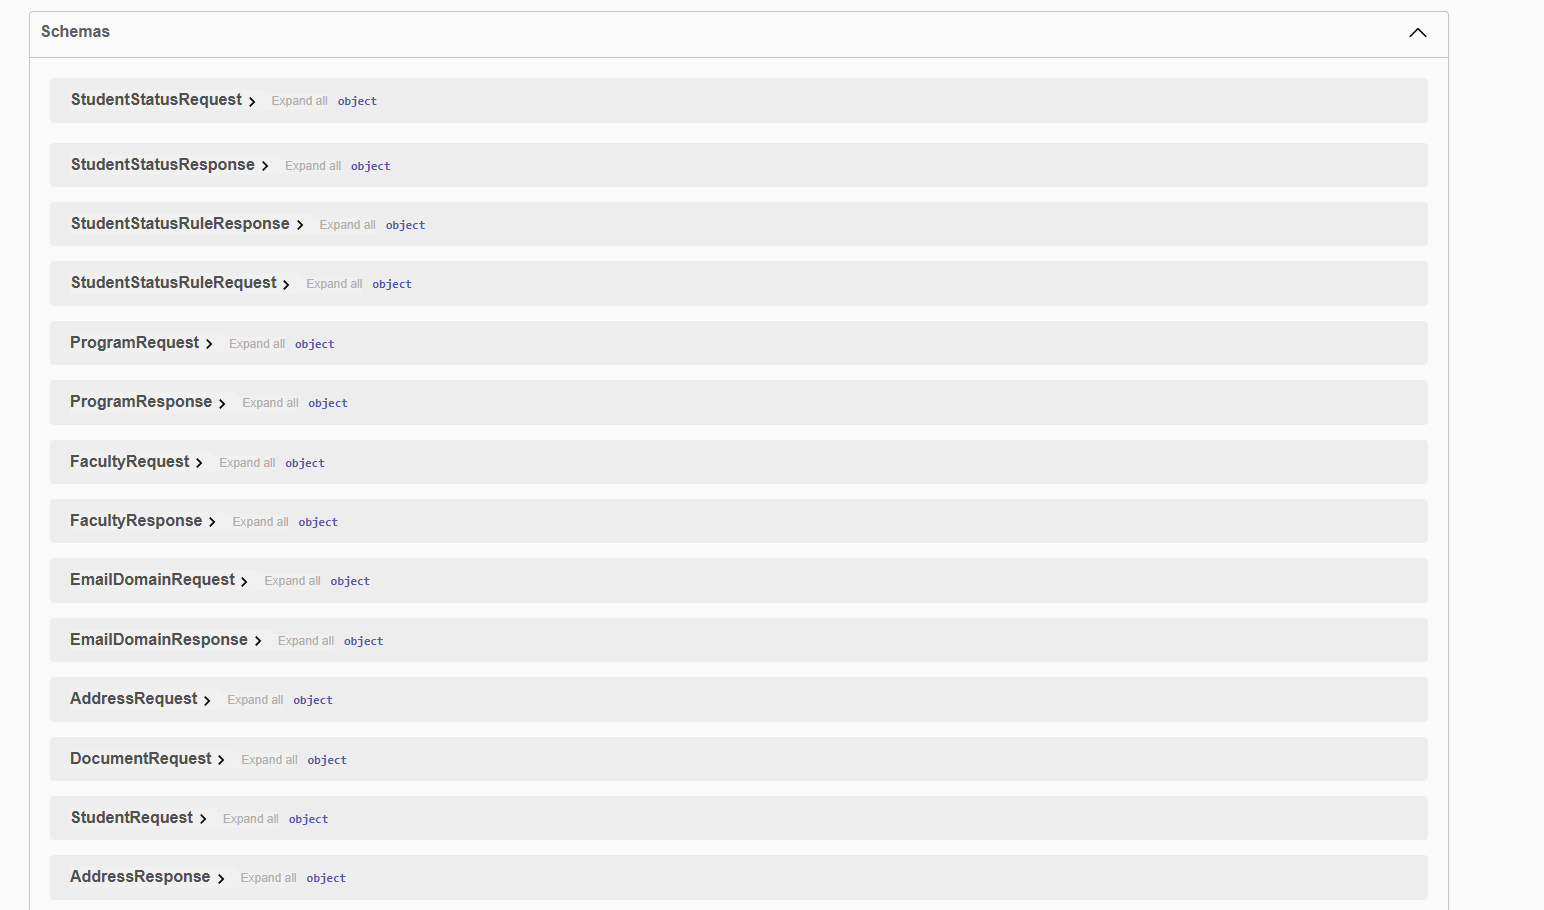 Schemas
StudentStatusRequest Expand all object
StudentStatusResponse Expand all object
StudentStatusRuleResponse Expand all object
StudentStatusRuleRequest Expand all object
ProgramRequest Expand all object
ProgramResponse Expand all object
FacultyRequest Expand all object
FacultyResponse Expand all object
EmailDomainRequest Expand all object
EmailDomainResponse Expand all object
AddressRequest Expand all object
DocumentRequest Expand all object
StudentRequest Expand all object
AddressResponse Expand all object